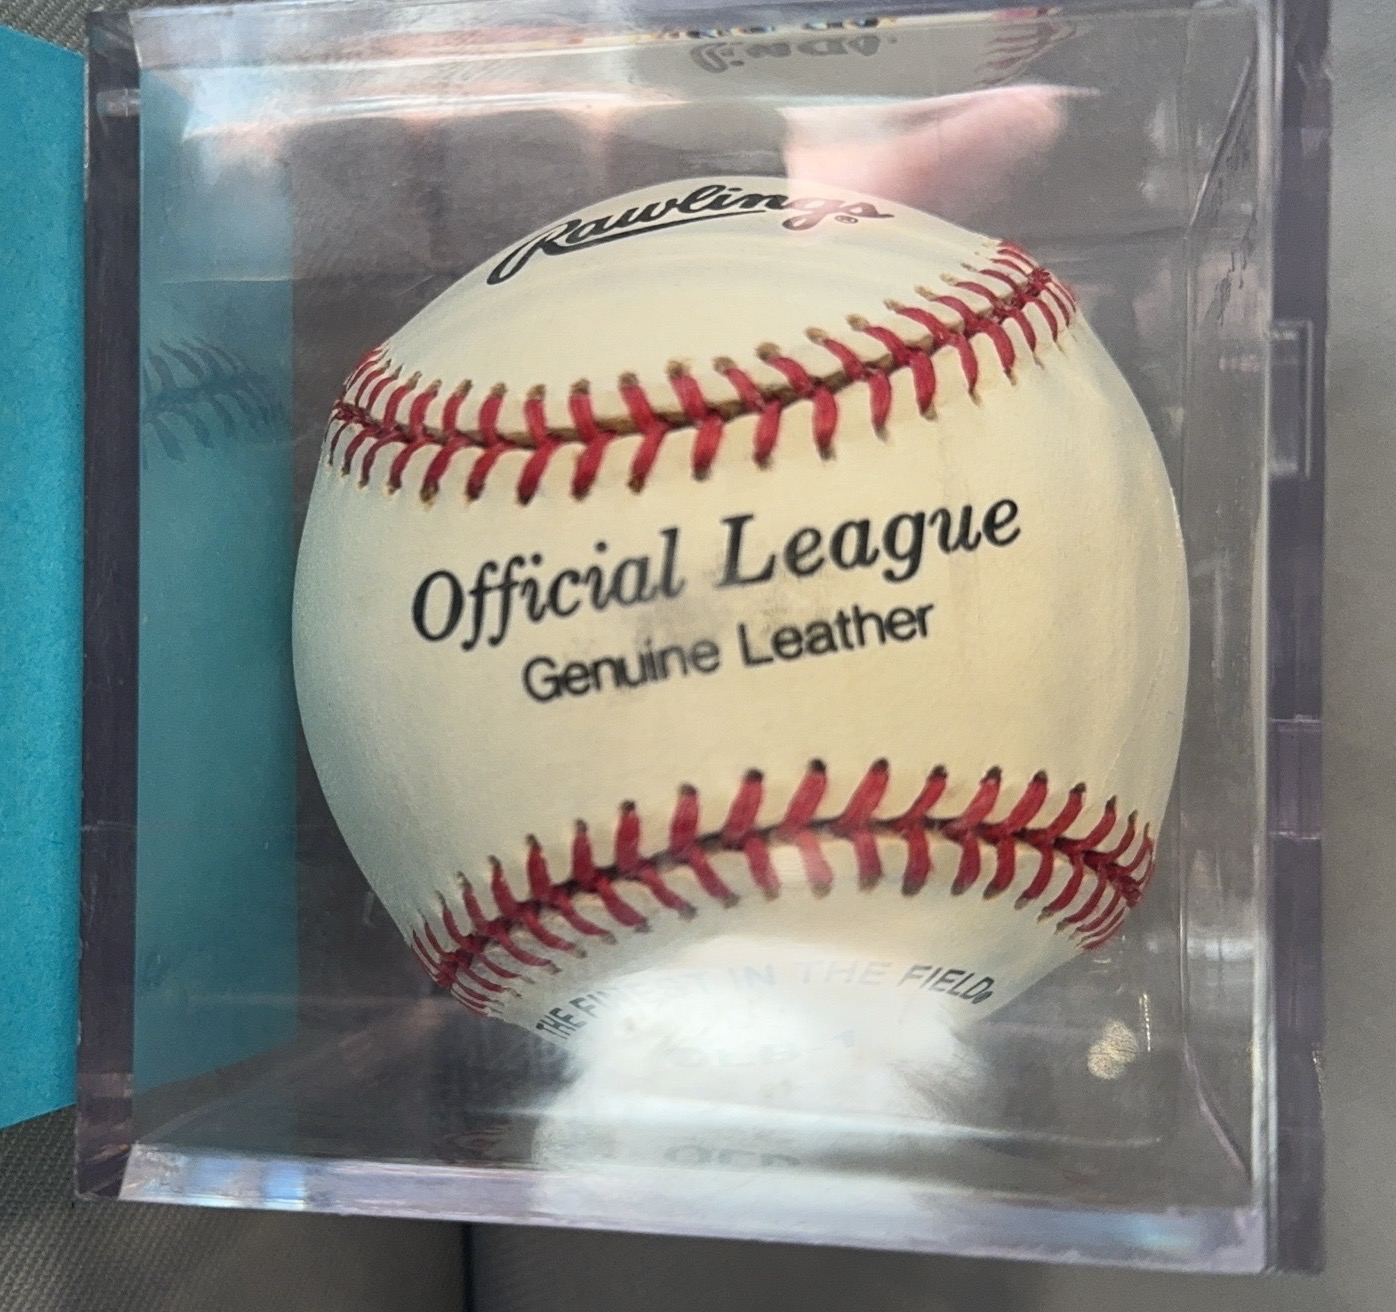 Rawlings®
Official League
Genuine Leather
THE FINEST IN THE FIELD®